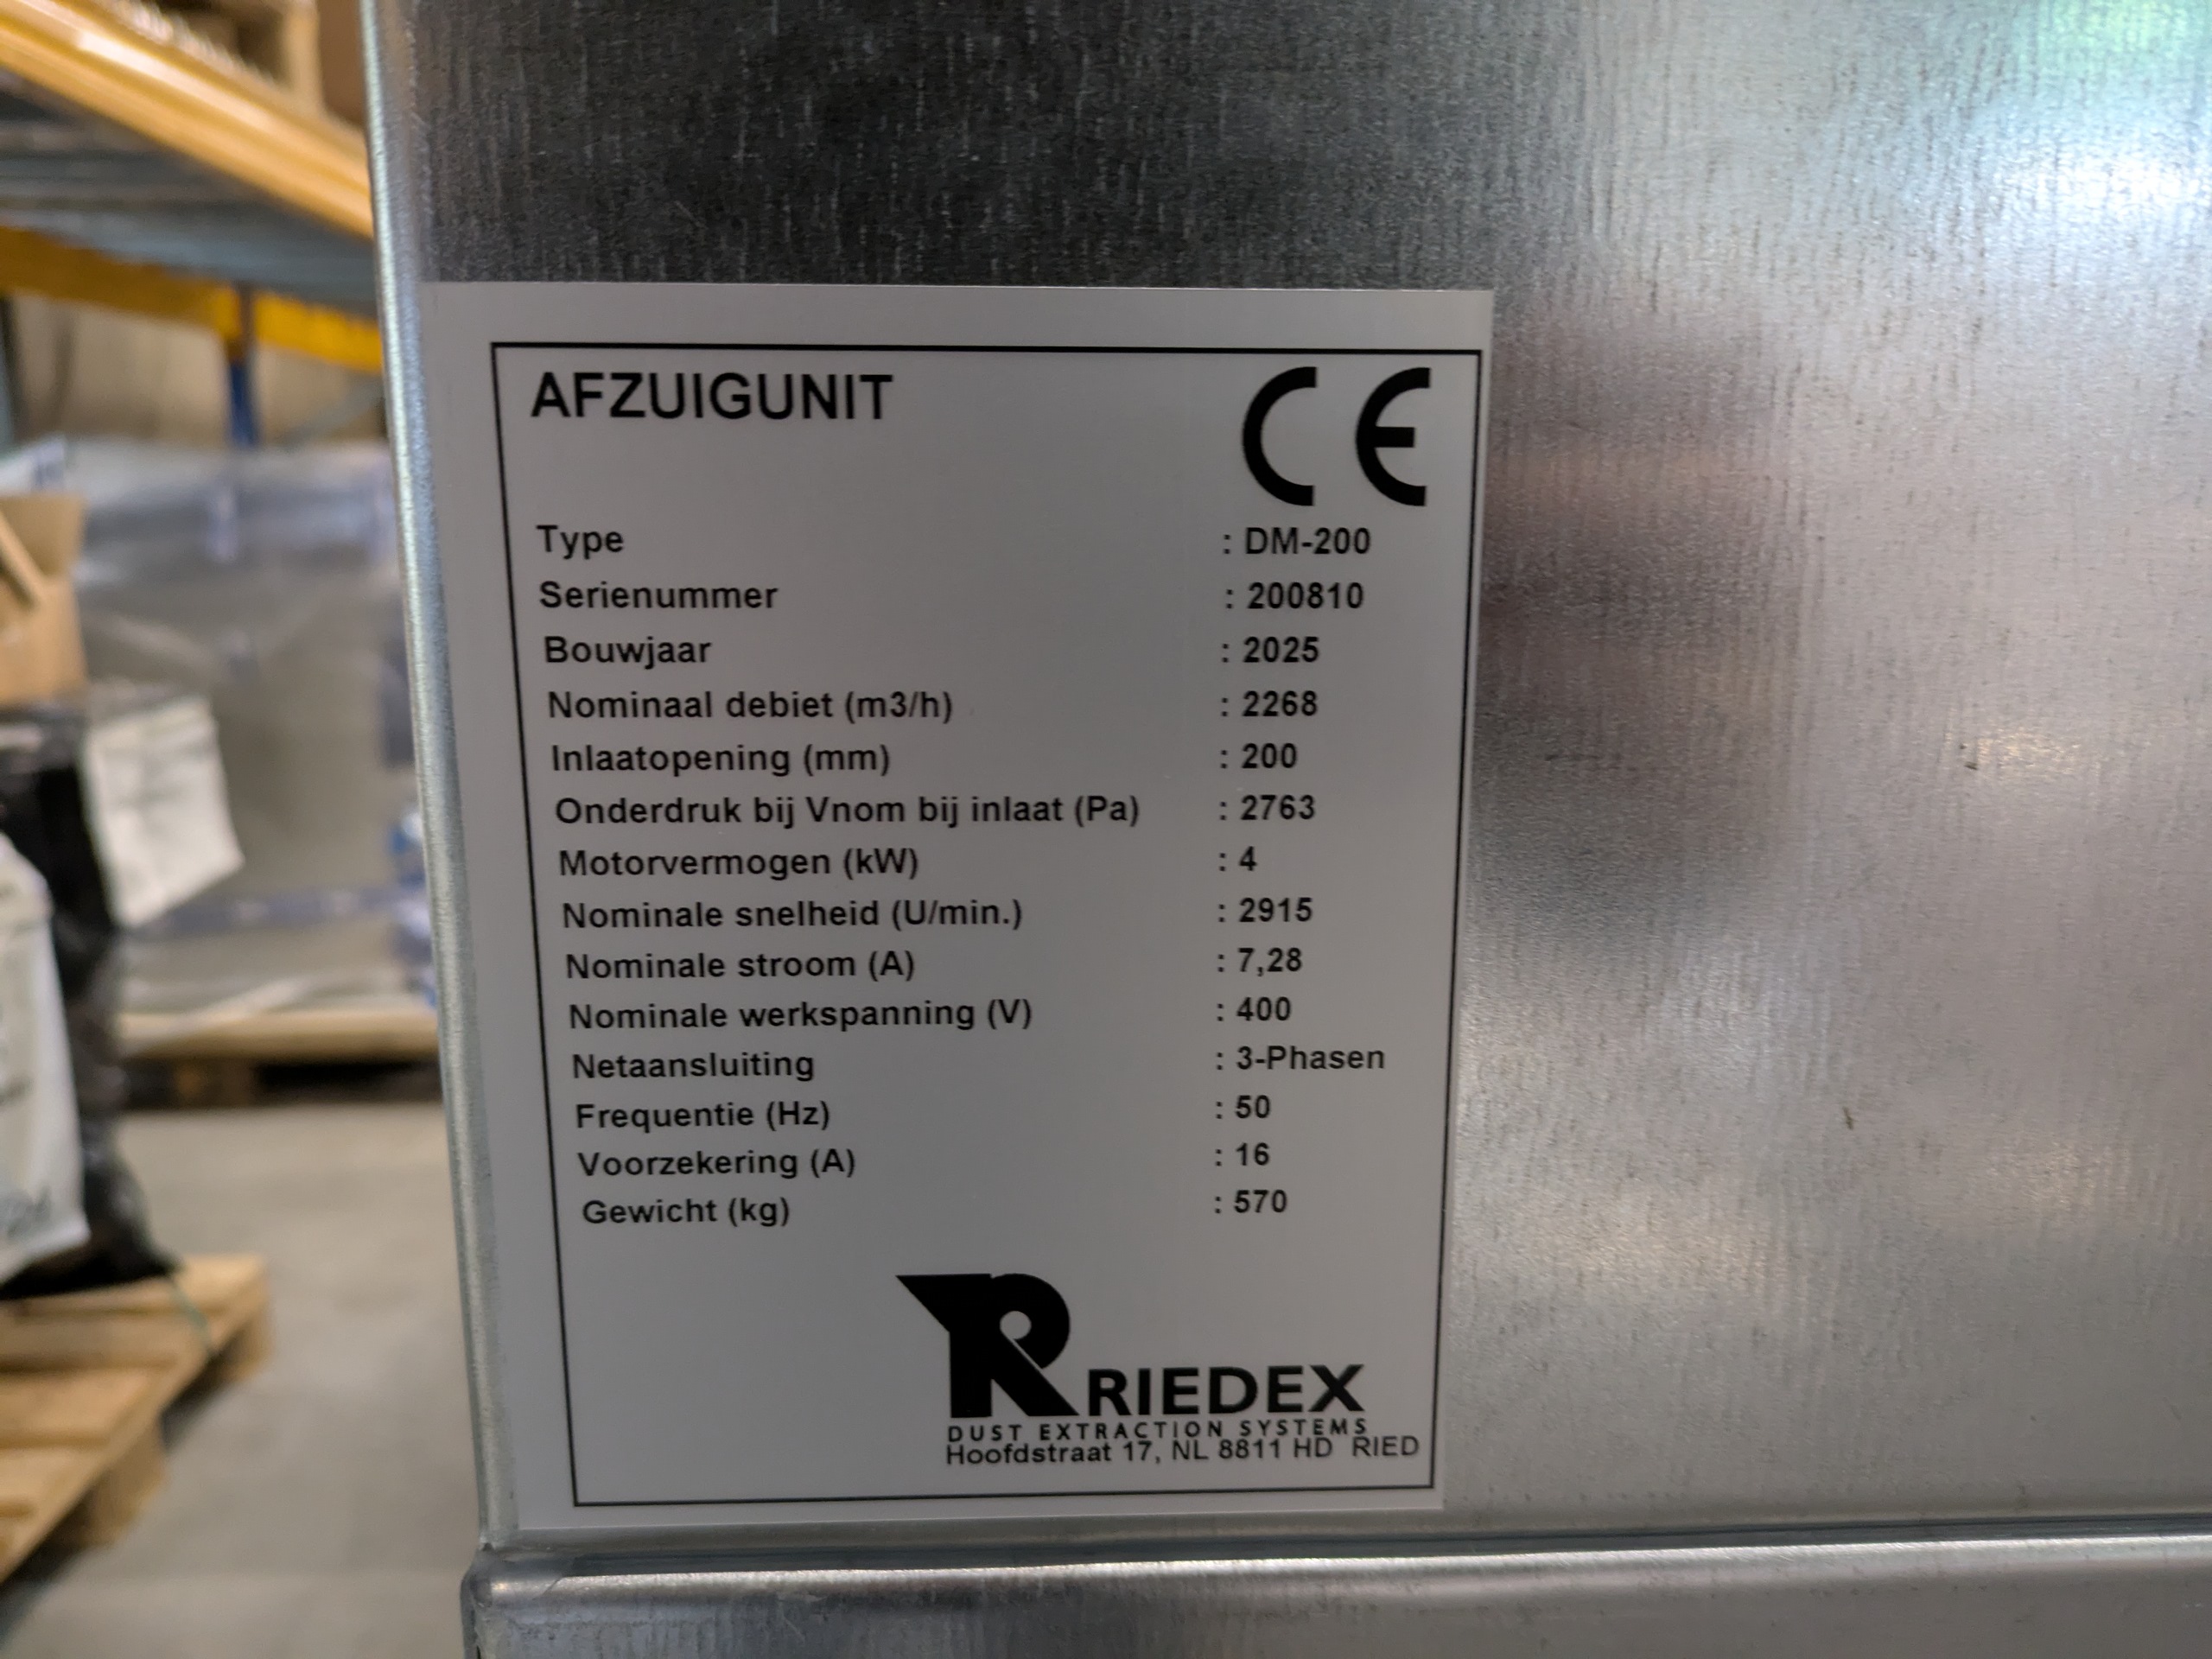 AFZUIGUNIT CE
Type : DM-200
Serienummer : 200810
Bouwjaar : 2025
Nominaal debiet (m3/h) : 2268
Inlaatopening (mm) : 200
Onderdruk bij Vnom bij inlaat (Pa) : 2763
Motorvermogen (kW) : 4
Nominale snelheid (U/min.) : 2915
Nominale stroom (A) : 7,28
Nominale werkspanning (V) : 400
Netaansluiting : 3-Phasen
Frequentie (Hz) : 50
Voorzekering (A) : 16
Gewicht (kg) : 570
RIEDEX
DUST EXTRACTION SYSTEMS
Hoofdstraat 17, NL 8811 HD RIED